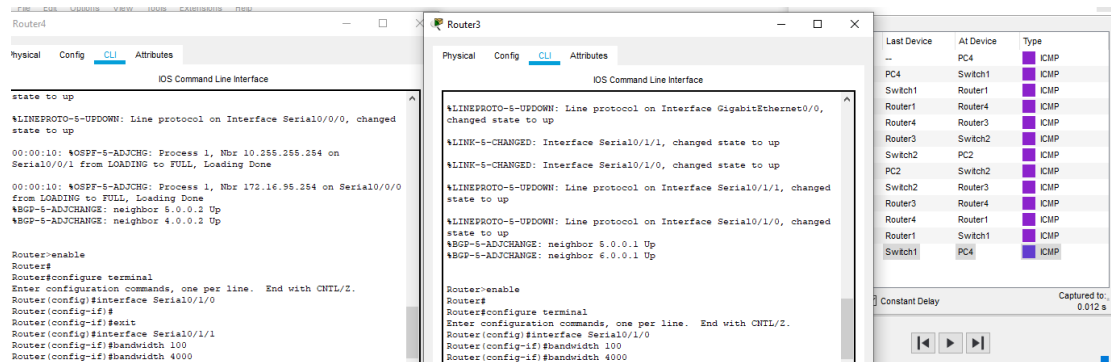 File Edit Options View Tools Extensions Help
Router4
Physical Config CLI Attributes
IOS Command Line Interface
state to up
%LINEPROTO-5-UPDOWN: Line protocol on Interface Serial0/0/0, changed
state to up
00:00:10: %OSPF-5-ADJCHG: Process 1, Nbr 10.255.255.254 on
Serial0/0/1 from LOADING to FULL, Loading Done
00:00:10: %OSPF-5-ADJCHG: Process 1, Nbr 172.16.95.254 on Serial0/0/0
from LOADING to FULL, Loading Done
%BGP-5-ADJCHANGE: neighbor 5.0.0.2 Up
%BGP-5-ADJCHANGE: neighbor 4.0.0.2 Up
Router>enable
Router#
Router#configure terminal
Enter configuration commands, one per line. End with CNTL/Z.
Router(config)#interface Serial0/1/0
Router(config-if)#
Router(config-if)#exit
Router(config)#interface Serial0/1/1
Router(config-if)#bandwidth 100
Router(config-if)#bandwidth 4000
Router3
Physical Config CLI Attributes
IOS Command Line Interface
%LINEPROTO-5-UPDOWN: Line protocol on Interface GigabitEthernet0/0,
changed state to up
%LINK-5-CHANGED: Interface Serial0/1/1, changed state to up
%LINK-5-CHANGED: Interface Serial0/1/0, changed state to up
%LINEPROTO-5-UPDOWN: Line protocol on Interface Serial0/1/1, changed
state to up
%LINEPROTO-5-UPDOWN: Line protocol on Interface Serial0/1/0, changed
state to up
%BGP-5-ADJCHANGE: neighbor 5.0.0.1 Up
%BGP-5-ADJCHANGE: neighbor 6.0.0.1 Up
Router>enable
Router#
Router#configure terminal
Enter configuration commands, one per line. End with CNTL/Z.
Router(config)#interface Serial0/1/0
Router(config-if)#bandwidth 100
Router(config-if)#bandwidth 4000
Last Device At Device Type
-- PC4 ICMP
PC4 Switch1 ICMP
Switch1 Router1 ICMP
Router1 Router4 ICMP
Router4 Router3 ICMP
Router3 Switch2 ICMP
Switch2 PC2 ICMP
PC2 Switch2 ICMP
Switch2 Router3 ICMP
Router3 Router4 ICMP
Router4 Router1 ICMP
Router1 Switch1 ICMP
Switch1 PC4 ICMP
Constant Delay
Captured to:
0.012 s